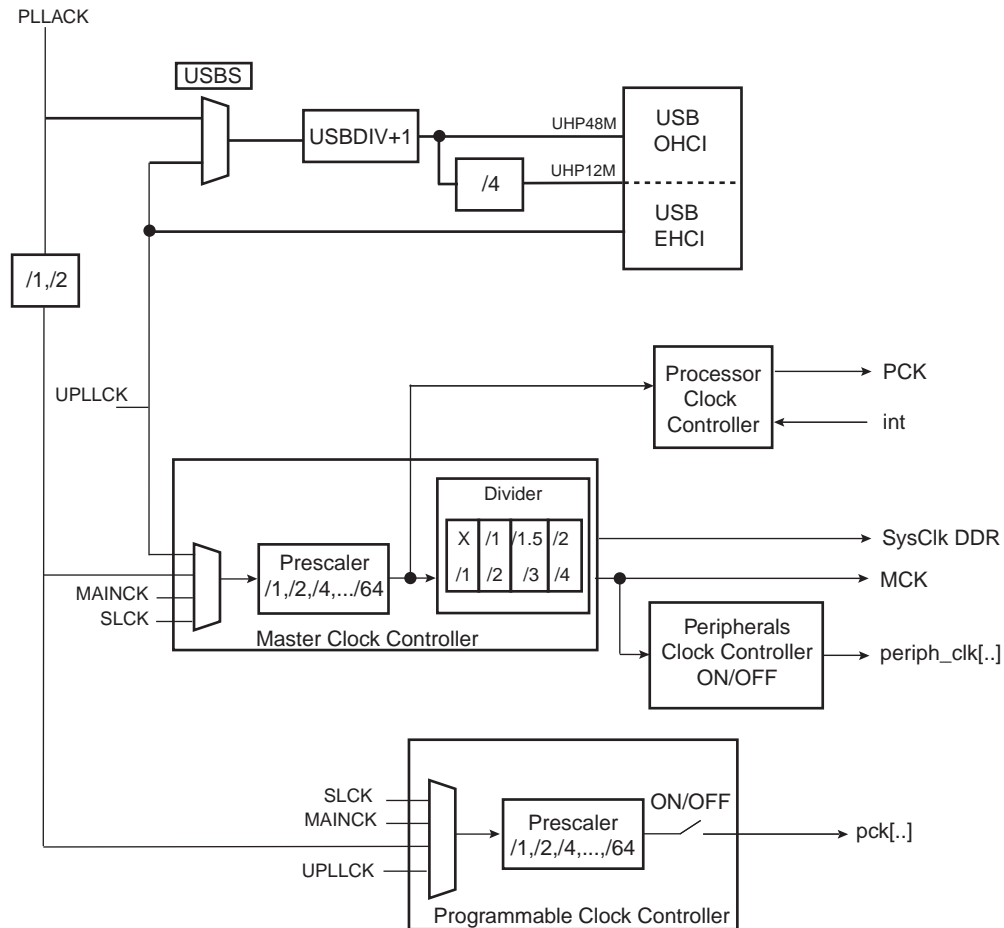 PLLACK
USBS
USBDIV+1
UHP48M
USB
OHCI
/4
UHP12M
USB
EHCI
/1,/2
UPLLCK
Processor
Clock
Controller
PCK
int
Divider
X /1 /1.5 /2
/1 /2 /3 /4
SysClk DDR
MCK
Prescaler
/1,/2,/4,.../64
MAINCK
SLCK
Master Clock Controller
Peripherals
Clock Controller
ON/OFF
periph_clk[..]
SLCK
MAINCK
UPLLCK
Prescaler
/1,/2,/4,...,/64
ON/OFF
pck[..]
Programmable Clock Controller